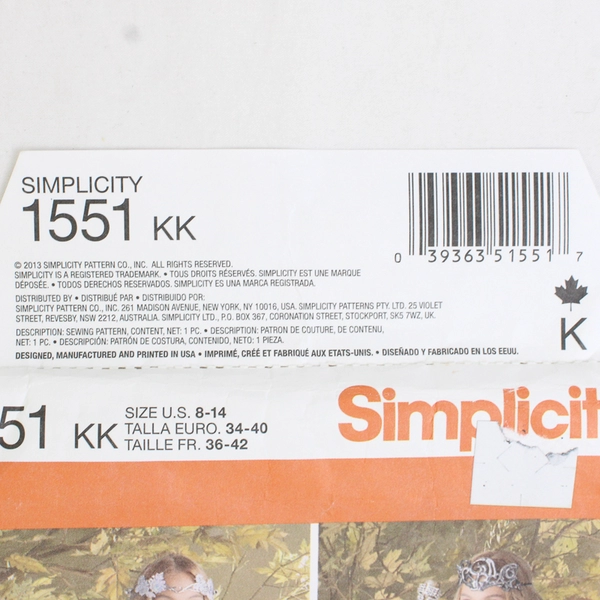 SIMPLICITY
1551 KK
0 39363 51551 7
© 2013 SIMPLICITY PATTERN CO., INC. ALL RIGHTS RESERVED.
SIMPLICITY IS A REGISTERED TRADEMARK. • TOUS DROITS RÉSERVÉS. SIMPLICITY EST UNE MARQUE
DÉPOSÉE. • TODOS DERECHOS RESERVADOS. SIMPLICITY ES UNA MARCA REGISTRADA.
DISTRIBUTED BY • DISTRIBUÉ PAR • DISTRIBUIDO POR:
SIMPLICITY PATTERN CO., INC. 261 MADISON AVENUE, NEW YORK, NY 10016, USA. SIMPLICITY PATTERNS PTY. LTD. 25 VIOLET
STREET, REVESBY, NSW 2212, AUSTRALIA. SIMPLICITY LTD., P.O. BOX 367, CORONATION STREET, STOCKPORT, SK5 7WZ, UK.
DESCRIPTION: SEWING PATTERN, CONTENT, NET: 1 PC. • DESCRIPTION: PATRON DE COUTURE, DE CONTENU,
NET: 1 PC. • DESCRIPCIÓN: PATRÓN DE COSTURA, CONTENIDO, NETO: 1 PIEZA.
DESIGNED, MANUFACTURED AND PRINTED IN USA • IMPRIMÉ, CRÉÉ ET FABRIQUÉ AUX ETATS-UNIS. • DISEÑADO Y FABRICADO EN LOS EEUU.
K
51 KK
SIZE U.S. 8-14
TALLA EURO. 34-40
TAILLE FR. 36-42
Simplicit